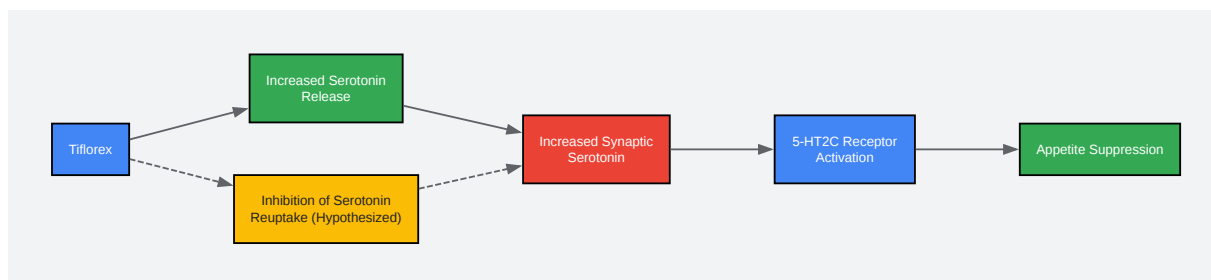 Tiflorex
Increased Serotonin
Release
Inhibition of Serotonin
Reuptake (Hypothesized)
Increased Synaptic
Serotonin
5-HT2C Receptor
Activation
Appetite Suppression